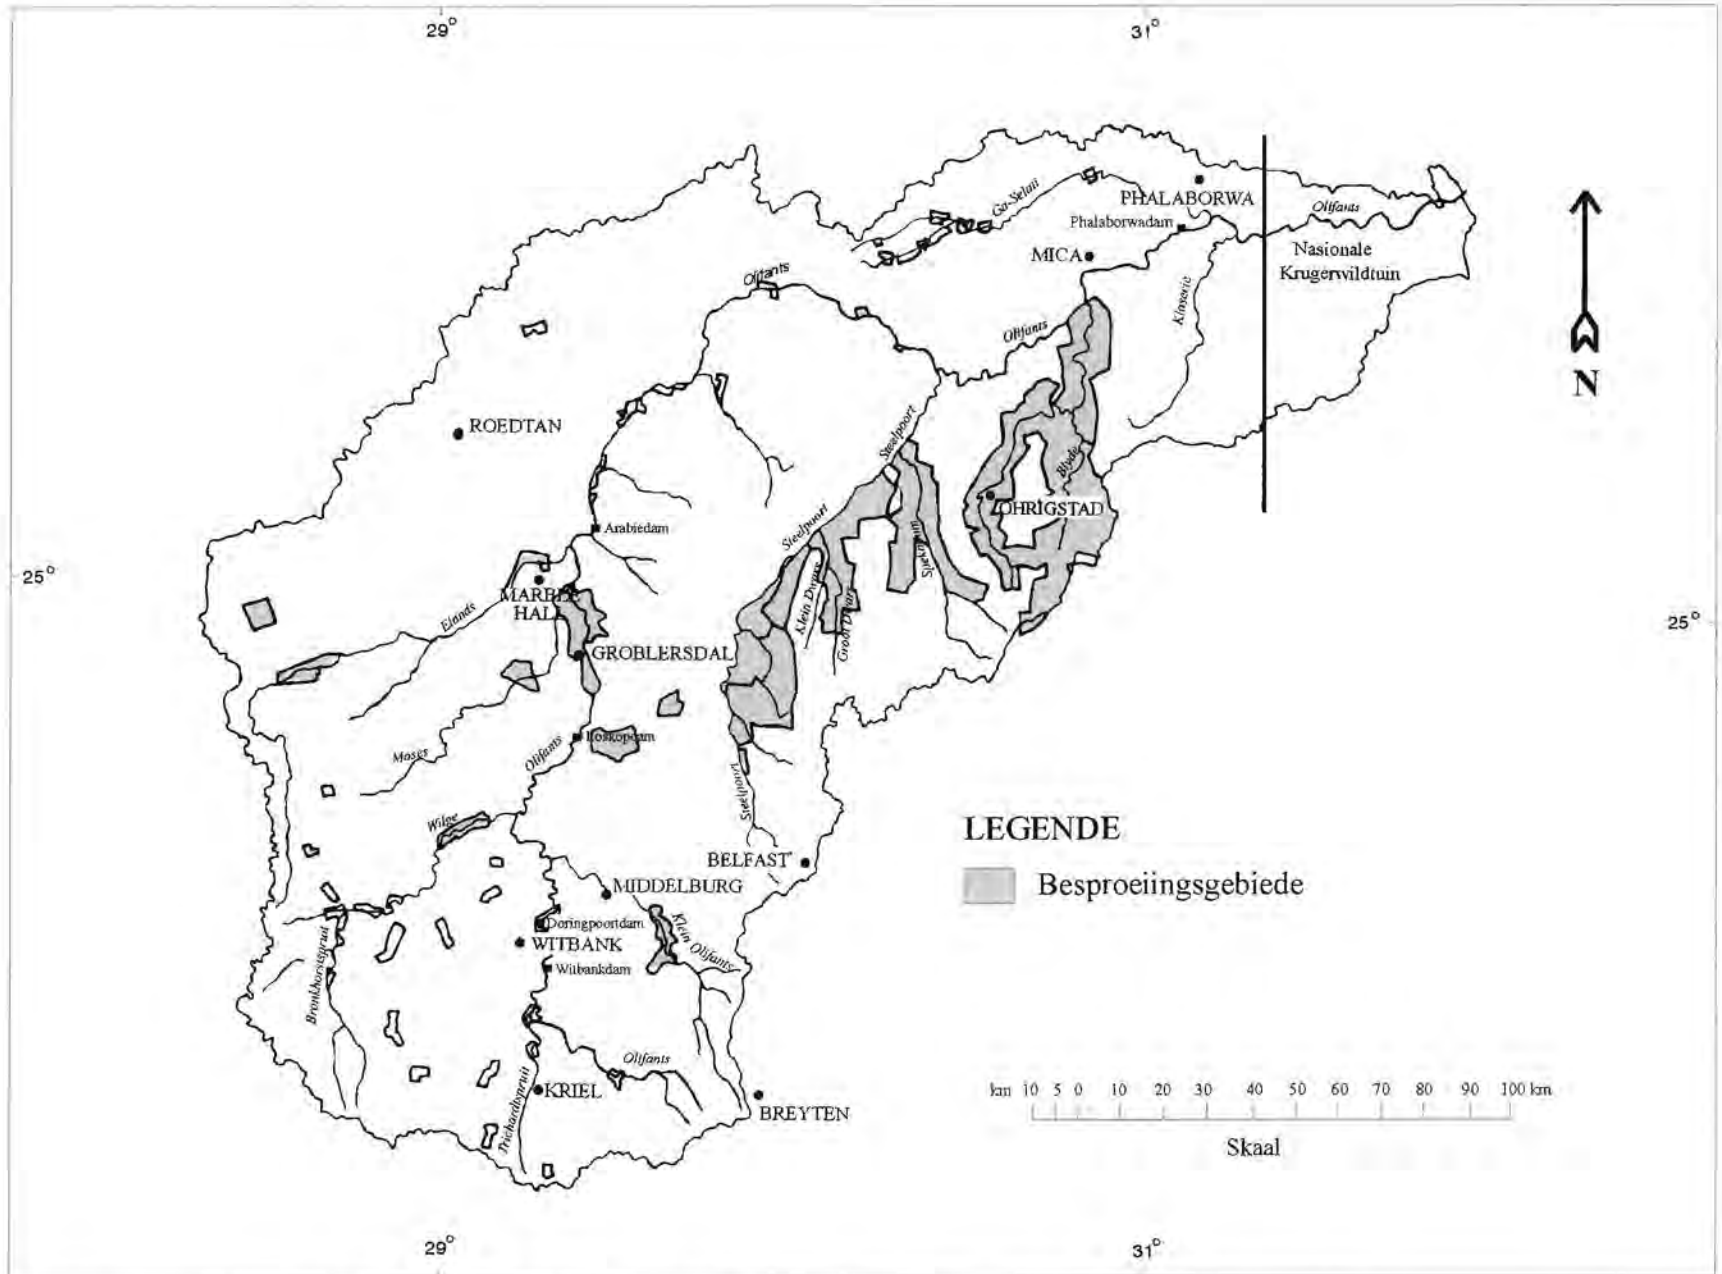 29°
31°
Ga-Selati
PHALABORWA
Phalaborwadam
Olifants
MICA
Nasionale
Krugerwildtuin
Olifants
Klaserie
Olifants
N
ROEDTAN
Steelpoort
Blyde
OHRIGSTAD
Steelpoort
Arabiedam
25°
MARBLE
HALL
Elands
Klein Dwars
Groot Dwars
25°
GROBLERSDAL
Moses
Olifants
Loskopdam
Steelpoort
Wilge
LEGENDE
Besproeiingsgebiede
BELFAST
MIDDELBURG
Doringpoortdam
WITBANK
Klein Olifants
Witbankdam
Bronkhorstspruit
Olifants
Trichardtspruit
KRIEL
BREYTEN
km 10 5 0 10 20 30 40 50 60 70 80 90 100 km
Skaal
29°
31°